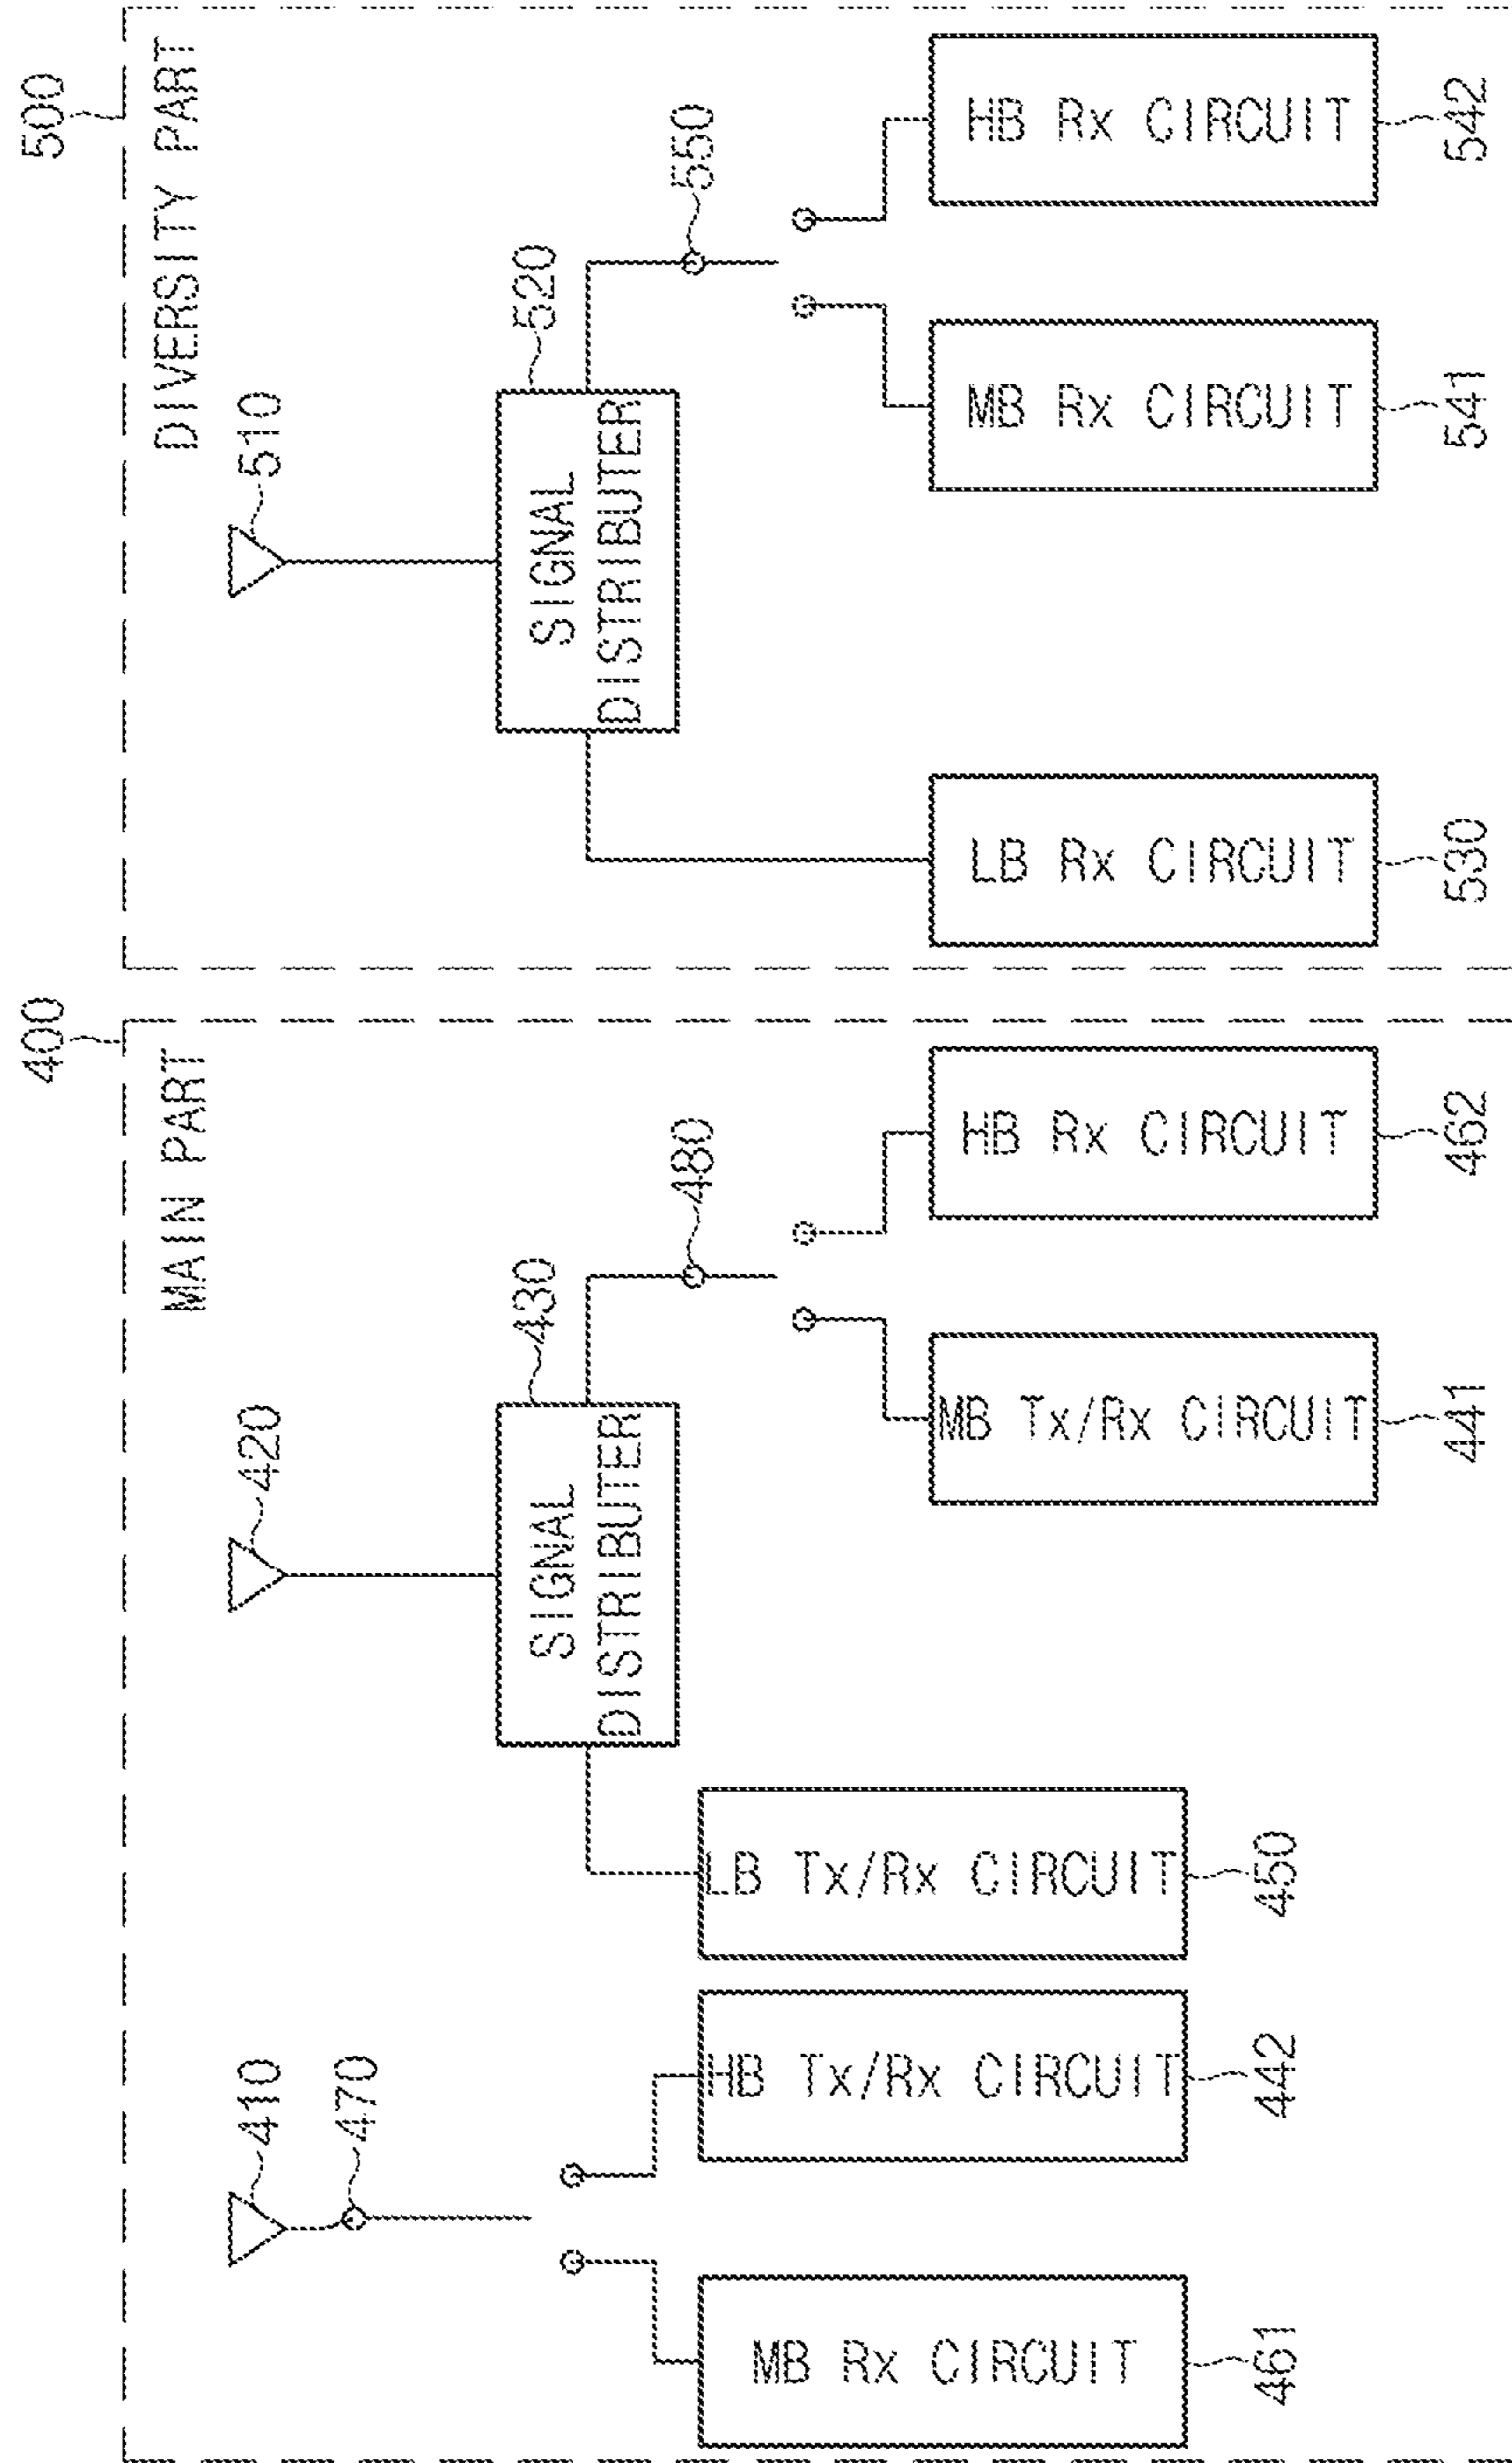 400
MAIN PART
410
470
420
430
SIGNAL
DISTRIBUTER
480
MB Rx CIRCUIT
461
HB Tx/Rx CIRCUIT
442
LB Tx/Rx CIRCUIT
450
MB Tx/Rx CIRCUIT
441
HB Rx CIRCUIT
462
500
DIVERSITY PART
510
520
SIGNAL
DISTRIBUTER
550
LB Rx CIRCUIT
530
MB Rx CIRCUIT
541
HB Rx CIRCUIT
542